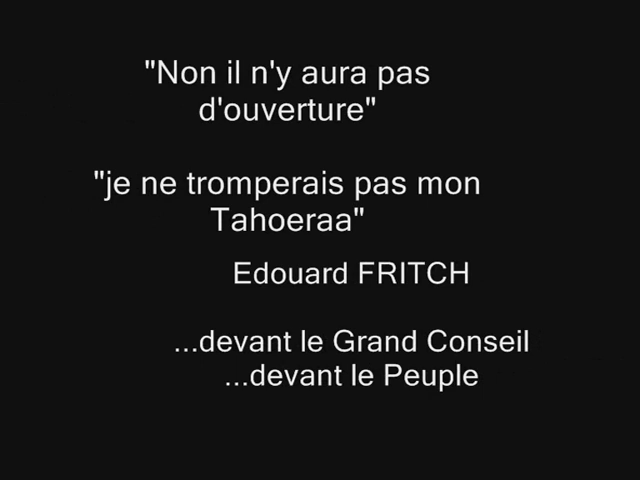 "Non il n'y aura pas
d'ouverture"
"je ne tromperais pas mon
Tahoeraa"
Edouard FRITCH
...devant le Grand Conseil
...devant le Peuple